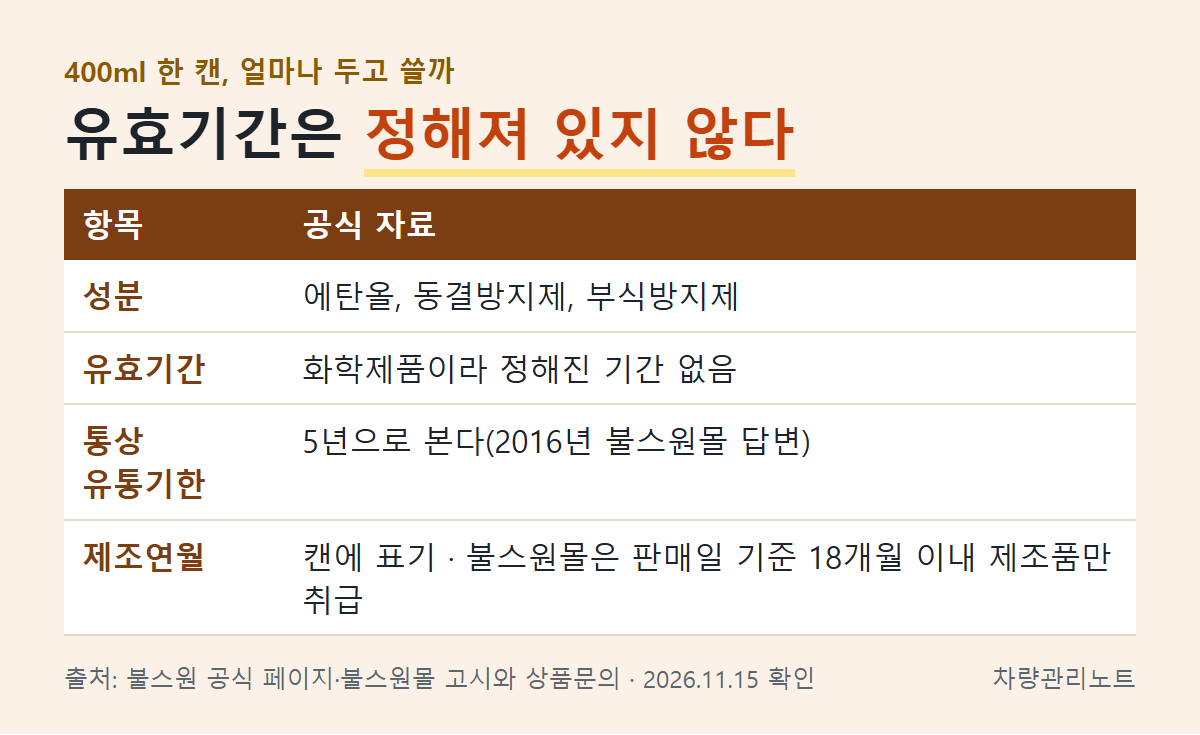 400ml 한 캔, 얼마나 두고 쓸까
유효기간은 정해져 있지 않다
항목 공식 자료
성분 에탄올, 동결방지제, 부식방지제
유효기간 화학제품이라 정해진 기간 없음
통상 5년으로 본다(2016년 불스원몰 답변)
유통기한
제조연월 캔에 표기 · 불스원몰은 판매일 기준 18개월 이내 제조품만
취급
출처: 불스원 공식 페이지·불스원몰 고시와 상품문의 · 2026.11.15 확인 차량관리노트